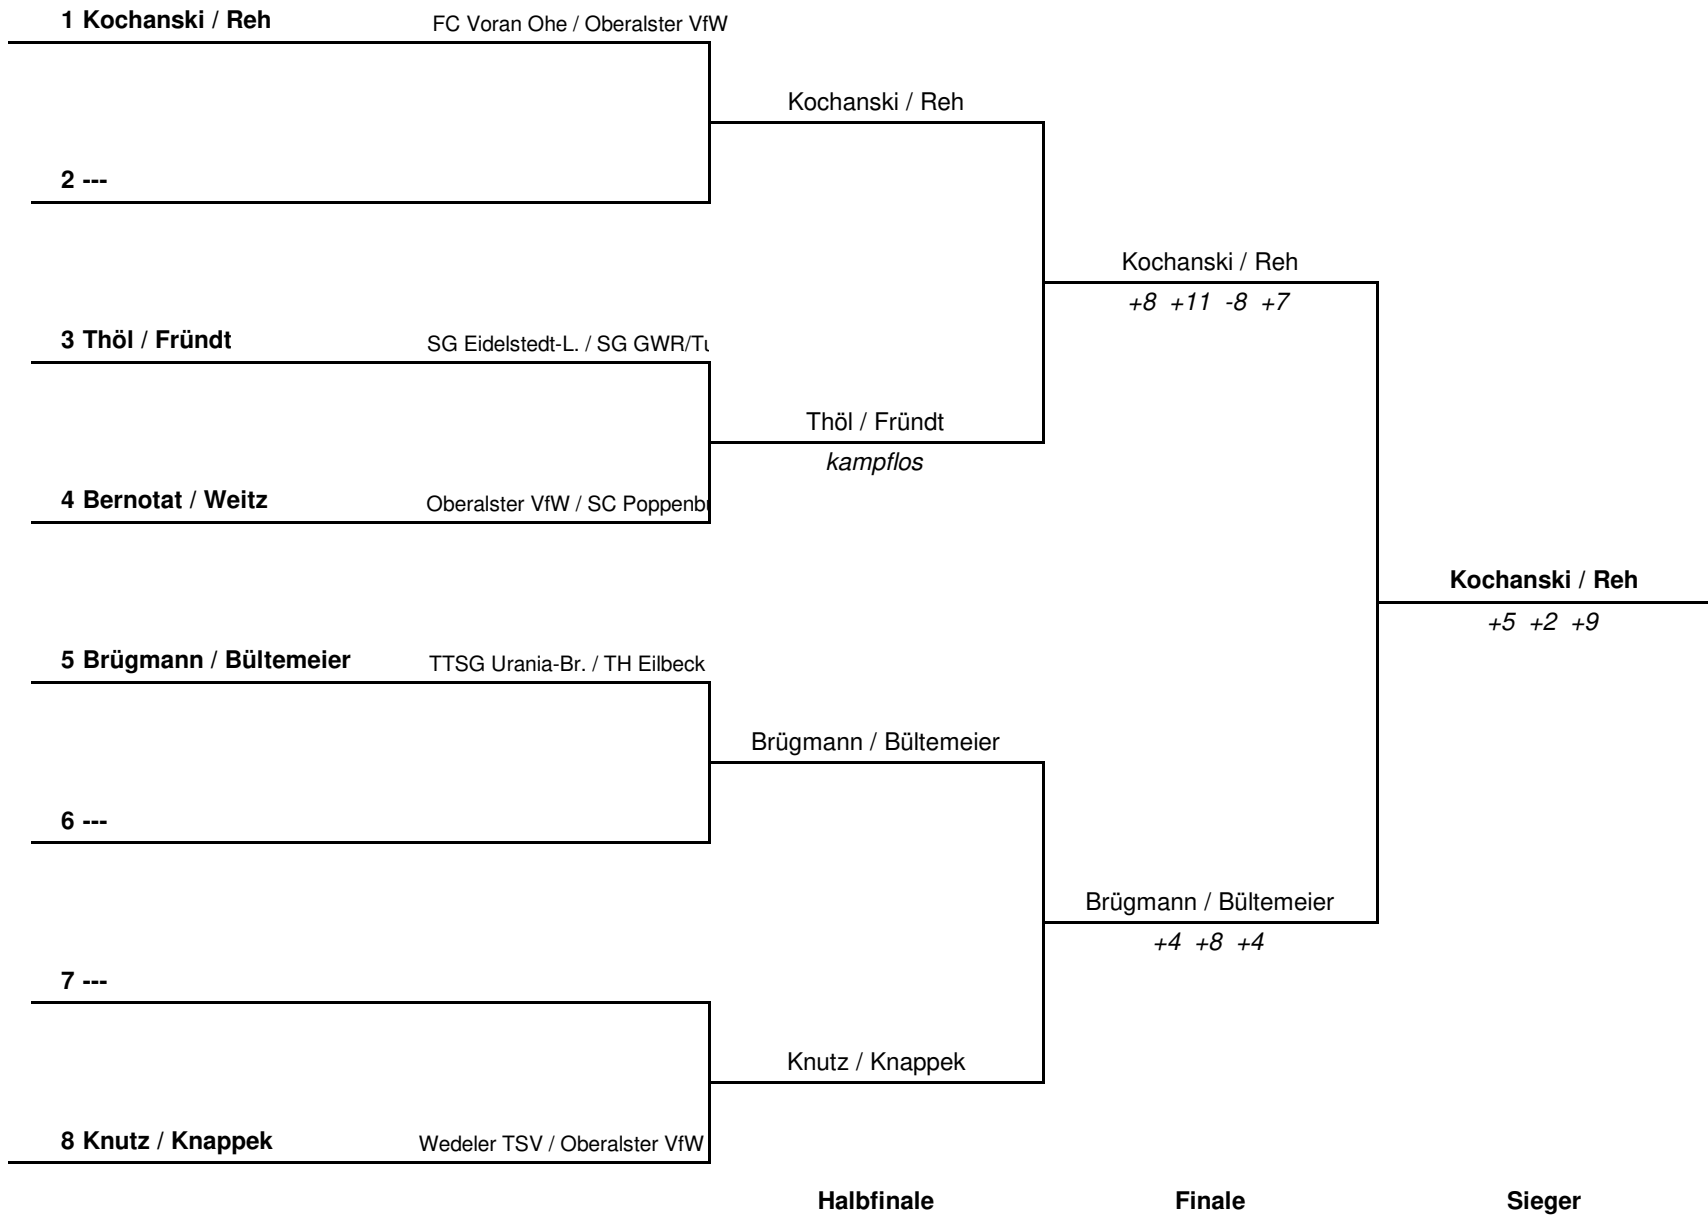 1 Kochanski / Reh FC Voran Ohe / Oberalster VfW
Kochanski / Reh
2 ---
Kochanski / Reh
+8 +11 -8 +7
3 Thöl / Fründt SG Eidelstedt-L. / SG GWR/Tu
Thöl / Fründt
kampflos
4 Bernotat / Weitz Oberalster VfW / SC Poppenbü
Kochanski / Reh
+5 +2 +9
5 Brügmann / Bültemeier TTSG Urania-Br. / TH Eilbeck
Brügmann / Bültemeier
6 ---
Brügmann / Bültemeier
+4 +8 +4
7 ---
Knutz / Knappek
8 Knutz / Knappek Wedeler TSV / Oberalster VfW
Halbfinale Finale Sieger